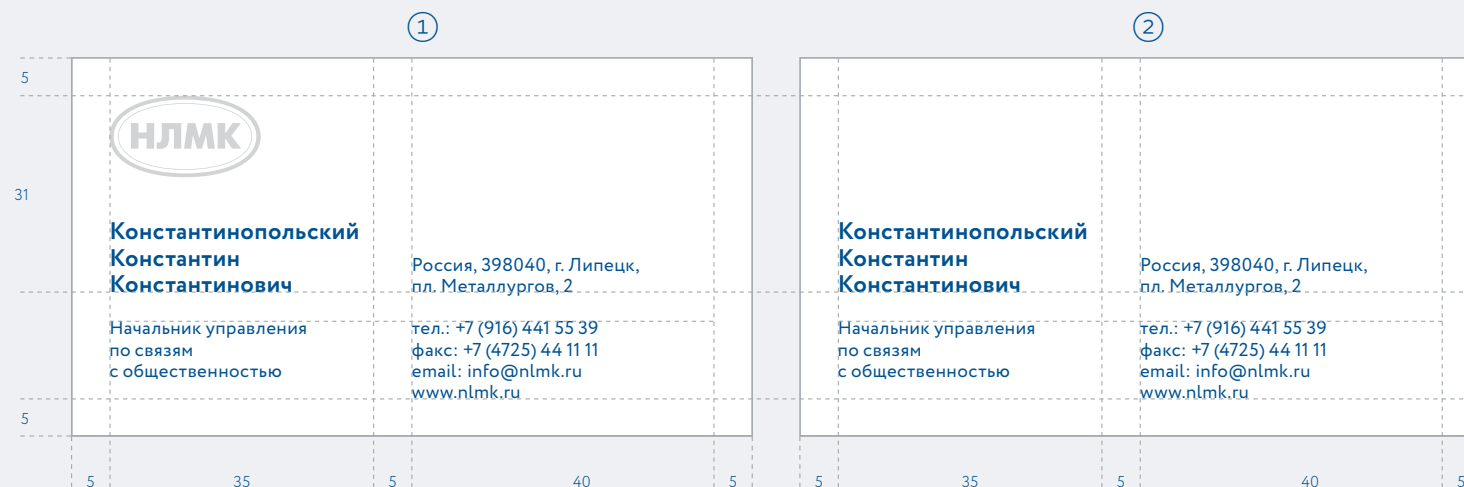 1
2
5
31
5
НЛМК
Константинопольский
Константин
Константинович
Начальник управления
по связям
с общественностью
Россия, 398040, г. Липецк,
пл. Металлургов, 2
тел.: +7 (916) 441 55 39
факс: +7 (4725) 44 11 11
email: info@nlmk.ru
www.nlmk.ru
5 35 5 40 5
Константинопольский
Константин
Константинович
Начальник управления
по связям
с общественностью
Россия, 398040, г. Липецк,
пл. Металлургов, 2
тел.: +7 (916) 441 55 39
факс: +7 (4725) 44 11 11
email: info@nlmk.ru
www.nlmk.ru
5 35 5 40 5